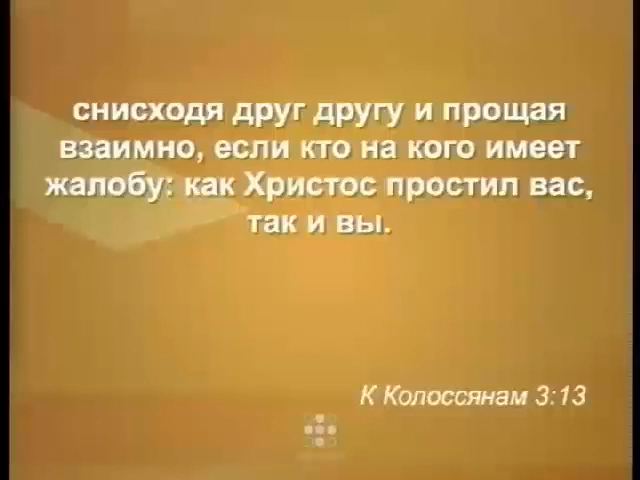 снисходя друг другу и прощая
взаимно, если кто на кого имеет
жалобу: как Христос простил вас,
так и вы.
К Колоссянам 3:13